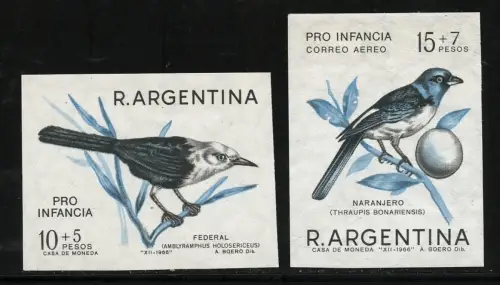 R. ARGENTINA
PRO
INFANCIA
10+5
PESOS
FEDERAL
(AMBLYRAMPHUS HOLOSERICEUS)
CASA DE MONEDA "XII-1966" A. BOERO Dib.
PRO INFANCIA
CORREO AEREO
15+7
PESOS
NARANJERO
(THRAUPIS BONARIENSIS)
R. ARGENTINA
CASA DE MONEDA "XII-1966" A. BOERO Dib.